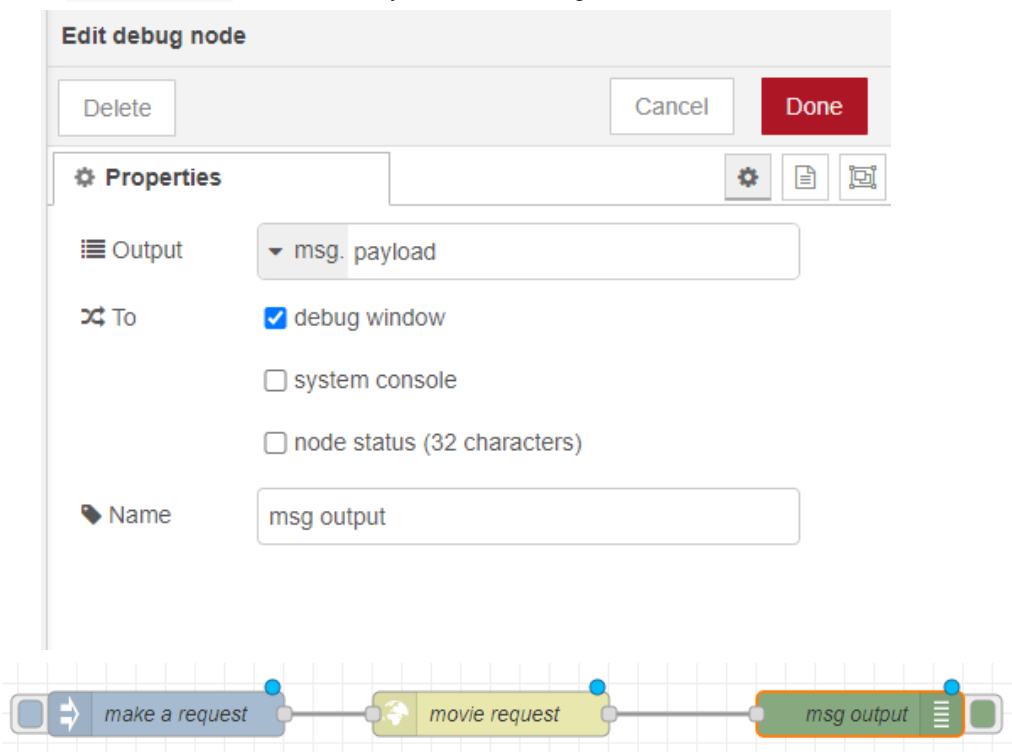 Edit debug node
Delete Cancel Done
Properties
Output msg. payload
To debug window
system console
node status (32 characters)
Name msg output
make a request movie request msg output